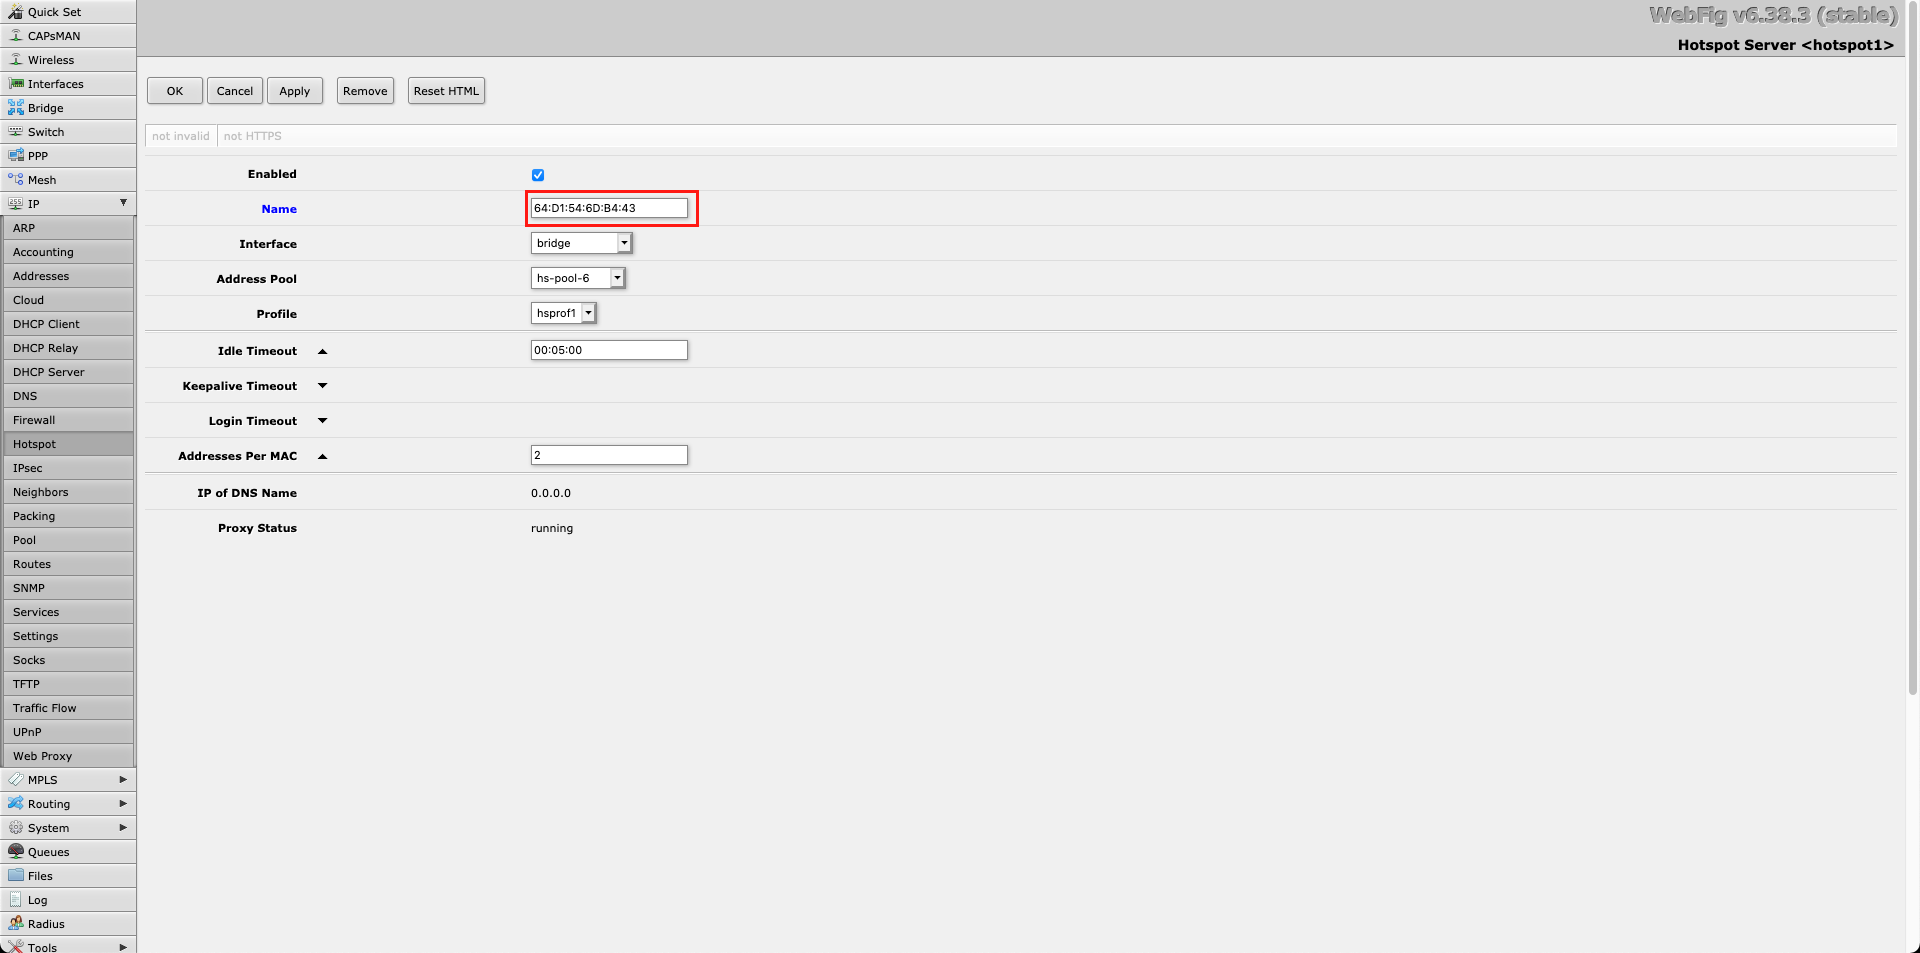 Quick Set
CAPsMAN
Wireless
Interfaces
Bridge
Switch
PPP
Mesh
IP
ARP
Accounting
Addresses
Cloud
DHCP Client
DHCP Relay
DHCP Server
DNS
Firewall
Hotspot
IPsec
Neighbors
Packing
Pool
Routes
SNMP
Services
Settings
Socks
TFTP
Traffic Flow
UPnP
Web Proxy
MPLS
Routing
System
Queues
Files
Log
Radius
Tools
WebFig v6.38.3 (stable)
Hotspot Server <hotspot1>
OK Cancel Apply Remove Reset HTML
not invalid not HTTPS
Enabled
Name 64:D1:54:6D:B4:43
Interface bridge
Address Pool hs-pool-6
Profile hsprof1
Idle Timeout 00:05:00
Keepalive Timeout
Login Timeout
Addresses Per MAC 2
IP of DNS Name 0.0.0.0
Proxy Status running